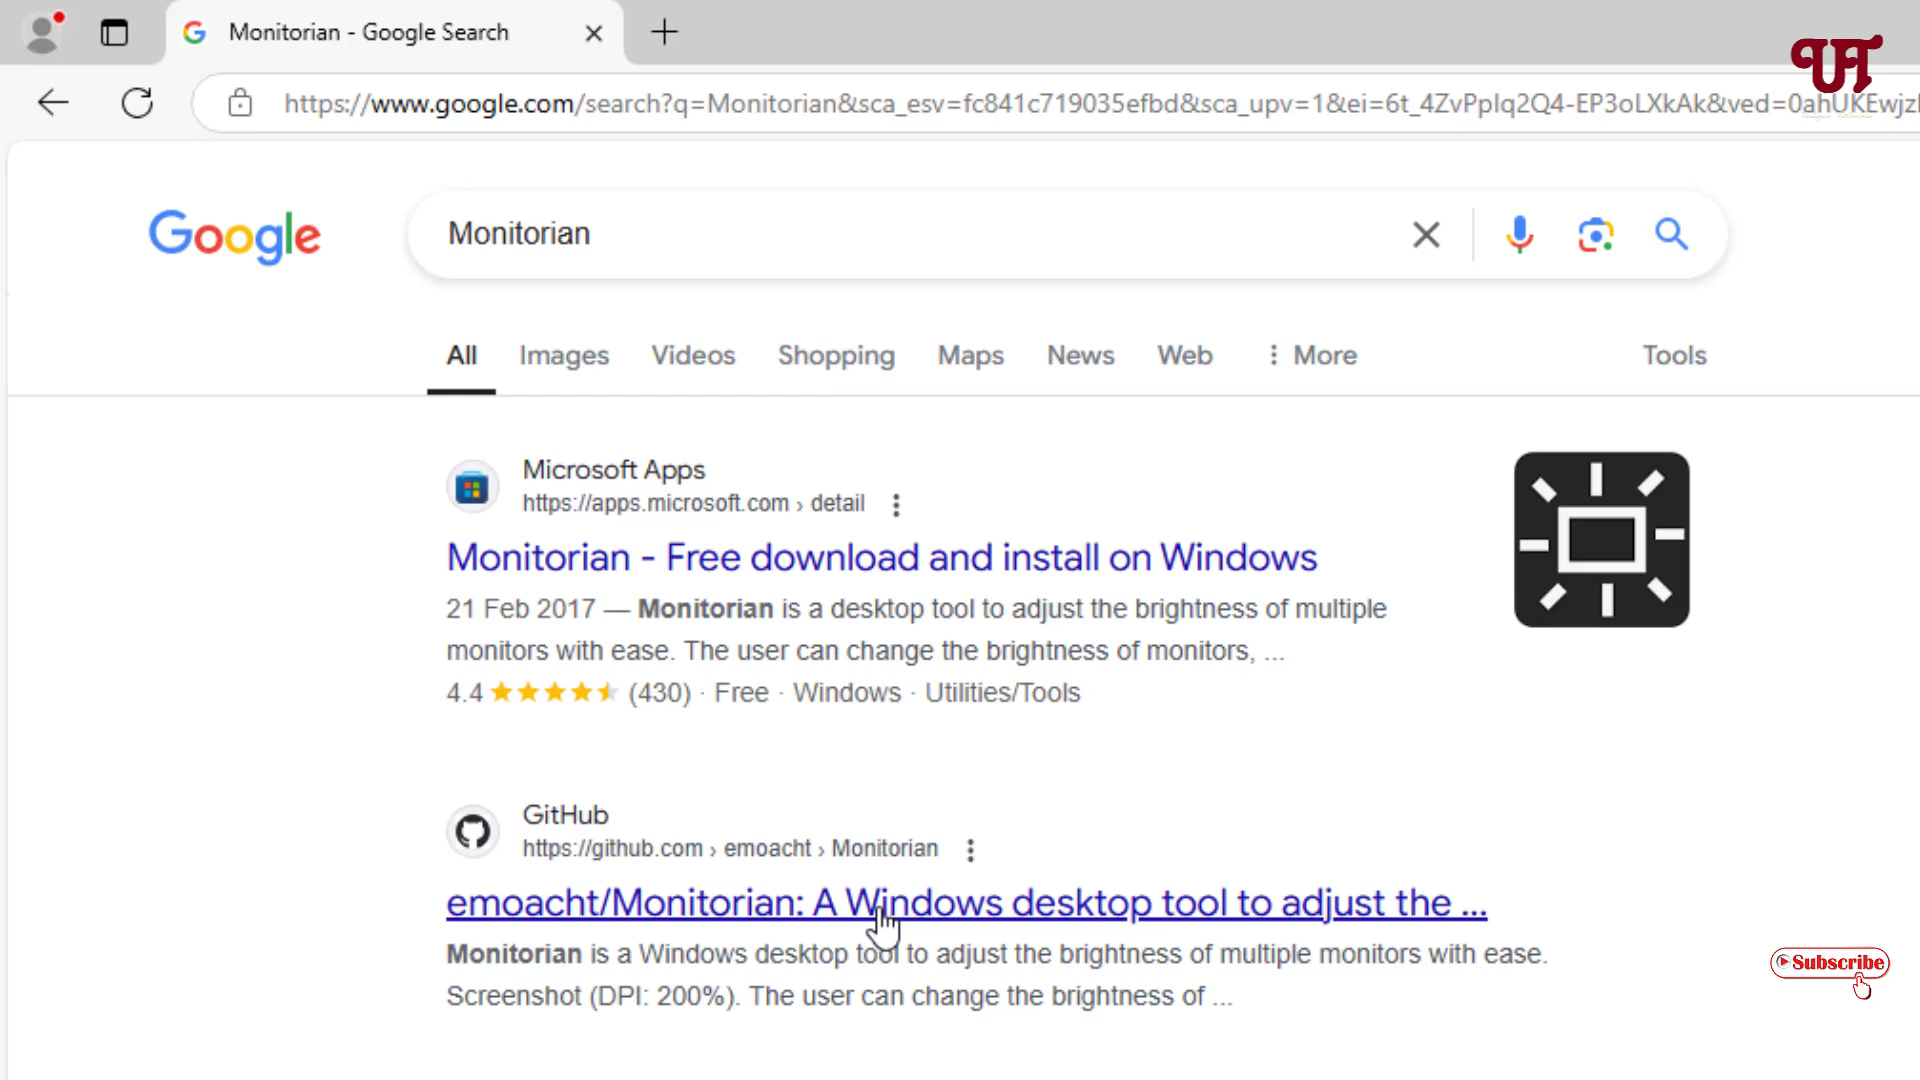 Monitorian - Google Search
https://www.google.com/search?q=Monitorian&sca_esv=fc841c719035efbd&sca_upv=1&ei=6t_4ZvPpIq2Q4-EP3oLXkAk&ved=0ahUKEwjzl
UT
Google
Monitorian
All Images Videos Shopping Maps News Web More Tools
Microsoft Apps
https://apps.microsoft.com › detail
Monitorian - Free download and install on Windows
21 Feb 2017 — Monitorian is a desktop tool to adjust the brightness of multiple
monitors with ease. The user can change the brightness of monitors, ...
4.4 (430) · Free · Windows · Utilities/Tools
GitHub
https://github.com › emoacht › Monitorian
emoacht/Monitorian: A Windows desktop tool to adjust the ...
Monitorian is a Windows desktop tool to adjust the brightness of multiple monitors with ease.
Screenshot (DPI: 200%). The user can change the brightness of ...
Subscribe